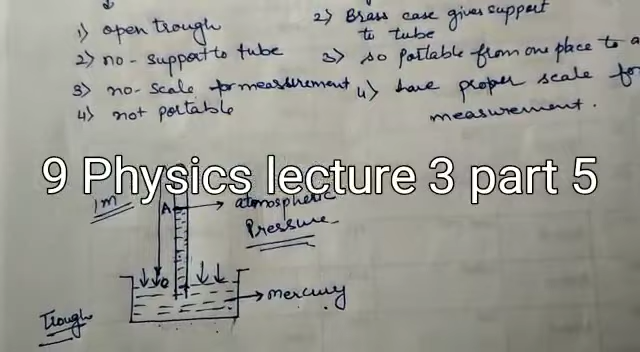 1) open trough
2) no - support to tube
3) no - scale for measurement
4) not portable
2) Brass case gives support
to tube
3) so portable from one place to a
4) have proper scale for
measurement.
9 Physics lecture 3 part 5
1m
A
atmospheric
Pressure
mercury
Trough